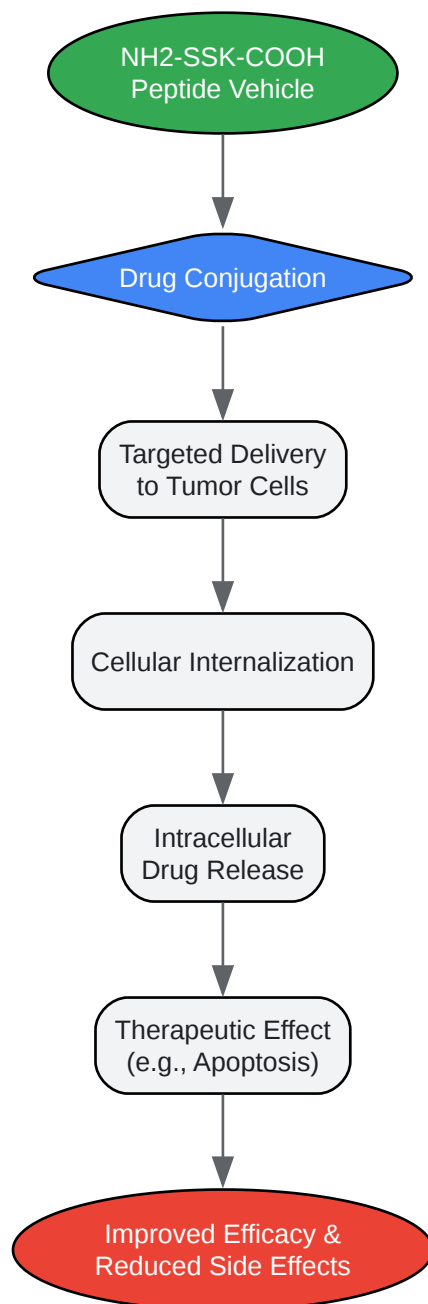 NH2-SSK-COOH
Peptide Vehicle
Drug Conjugation
Targeted Delivery
to Tumor Cells
Cellular Internalization
Intracellular
Drug Release
Therapeutic Effect
(e.g., Apoptosis)
Improved Efficacy &
Reduced Side Effects